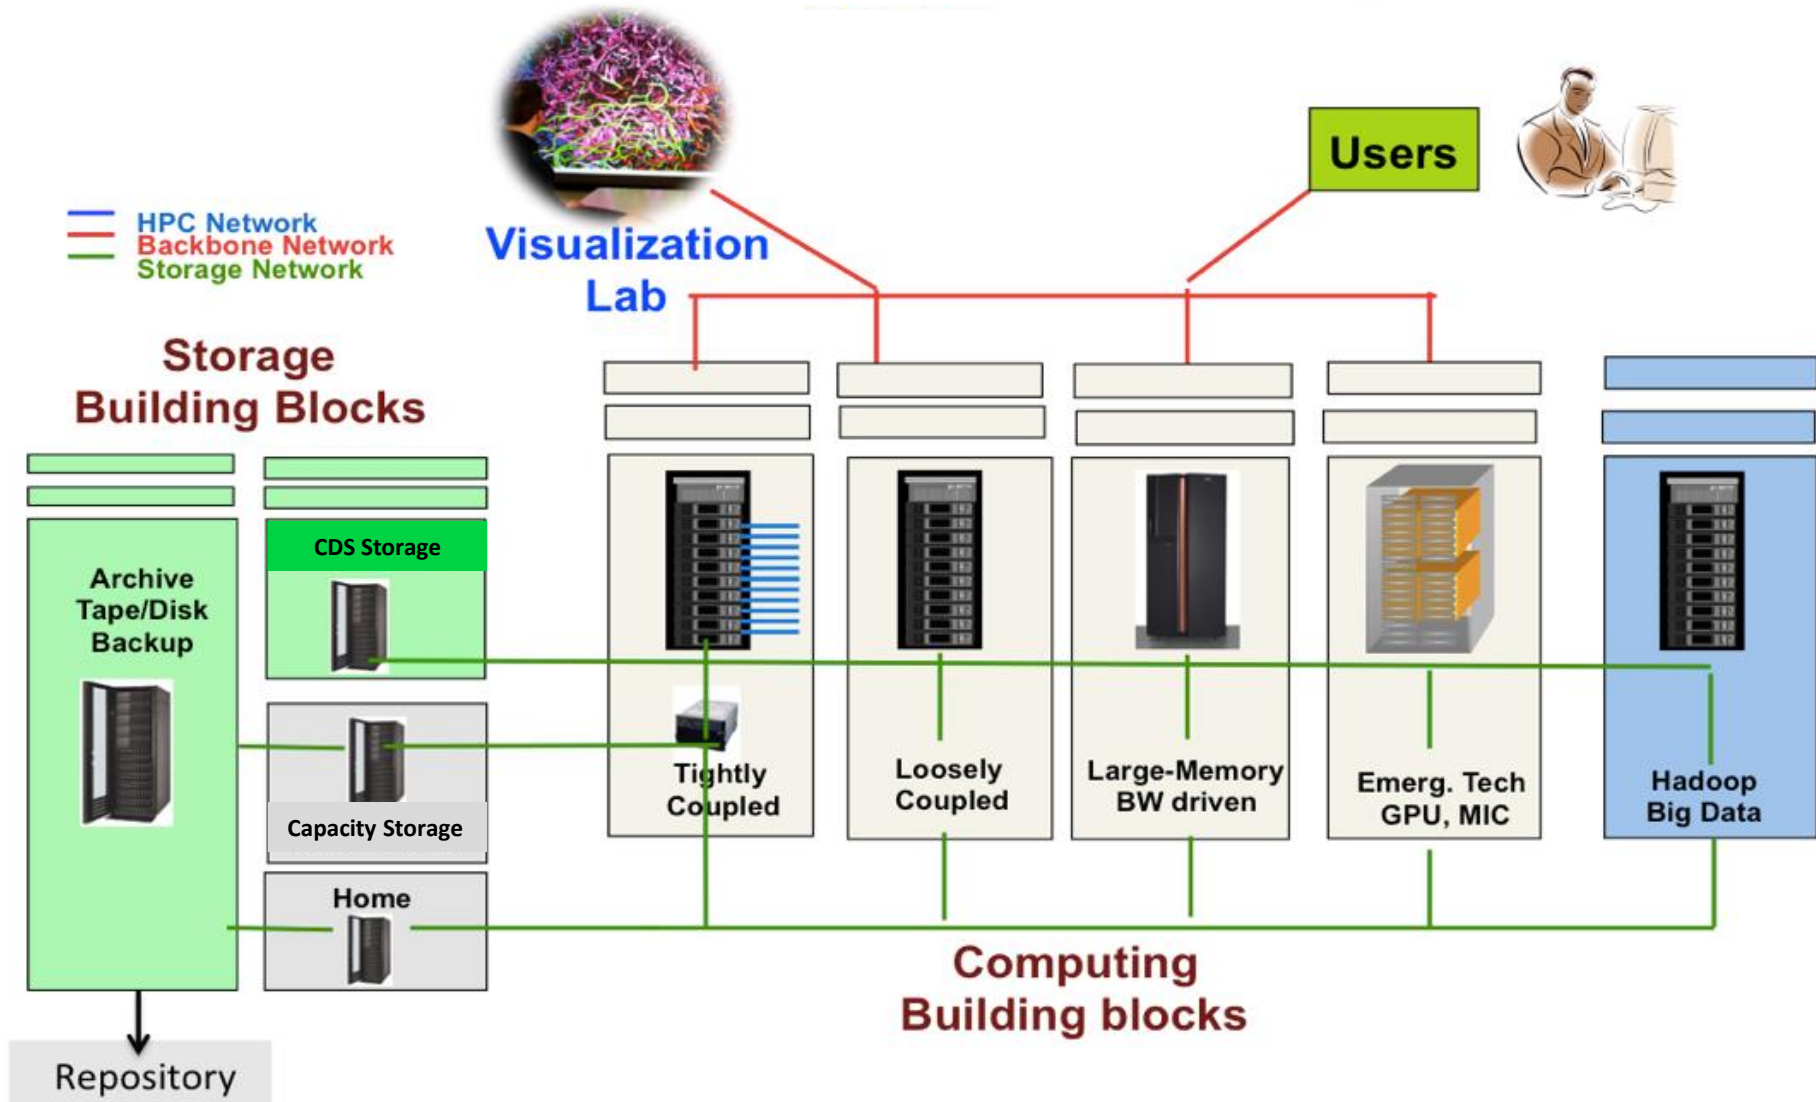 Users
HPC Network
Backbone Network
Storage Network
Visualization
Lab
Storage
Building Blocks
CDS Storage
Archive
Tape/Disk
Backup
Capacity Storage
Home
Tightly
Coupled
Loosely
Coupled
Large-Memory
BW driven
Emerg. Tech
GPU, MIC
Hadoop
Big Data
Computing
Building blocks
Repository